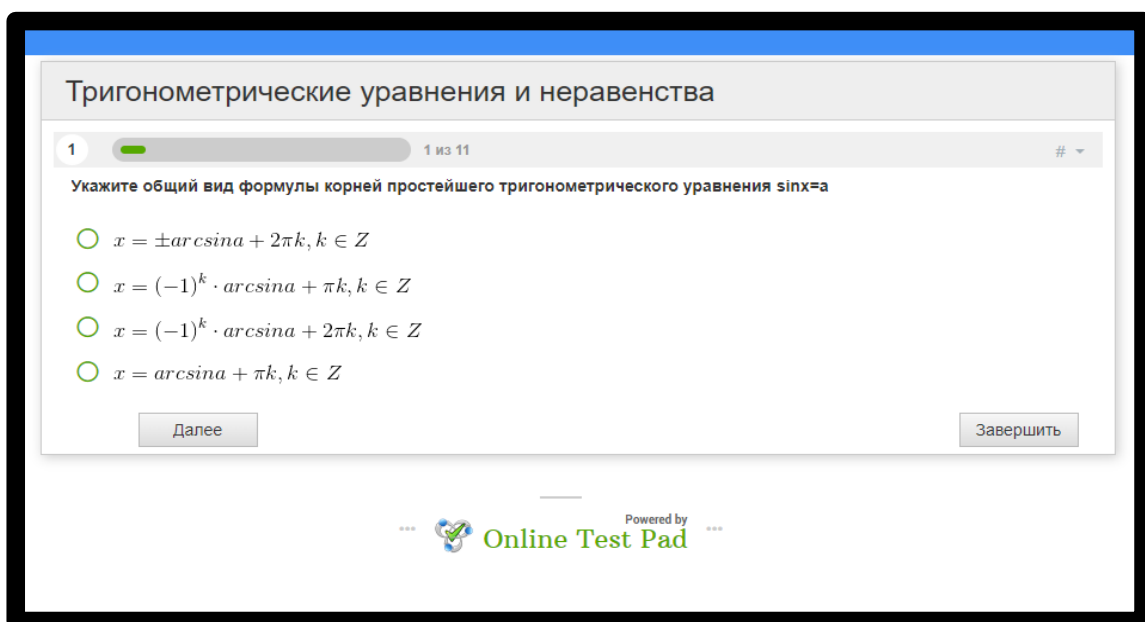 Тригонометрические уравнения и неравенства
1 1 из 11 #
Укажите общий вид формулы корней простейшего тригонометрического уравнения sinx=a
x = ±arcsina + 2πk, k ∈ Z
x = (−1)^k · arcsina + πk, k ∈ Z
x = (−1)^k · arcsina + 2πk, k ∈ Z
x = arcsina + πk, k ∈ Z
Далее Завершить
Powered by
Online Test Pad